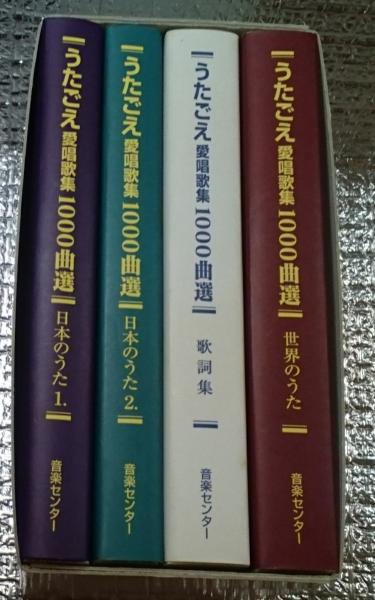 うたごえ愛唱歌集1000曲選 日本のうた 1.
音楽センター
うたごえ愛唱歌集1000曲選 日本のうた 2.
音楽センター
うたごえ愛唱歌集1000曲選 歌詞集
音楽センター
うたごえ愛唱歌集1000曲選 世界のうた
音楽センター